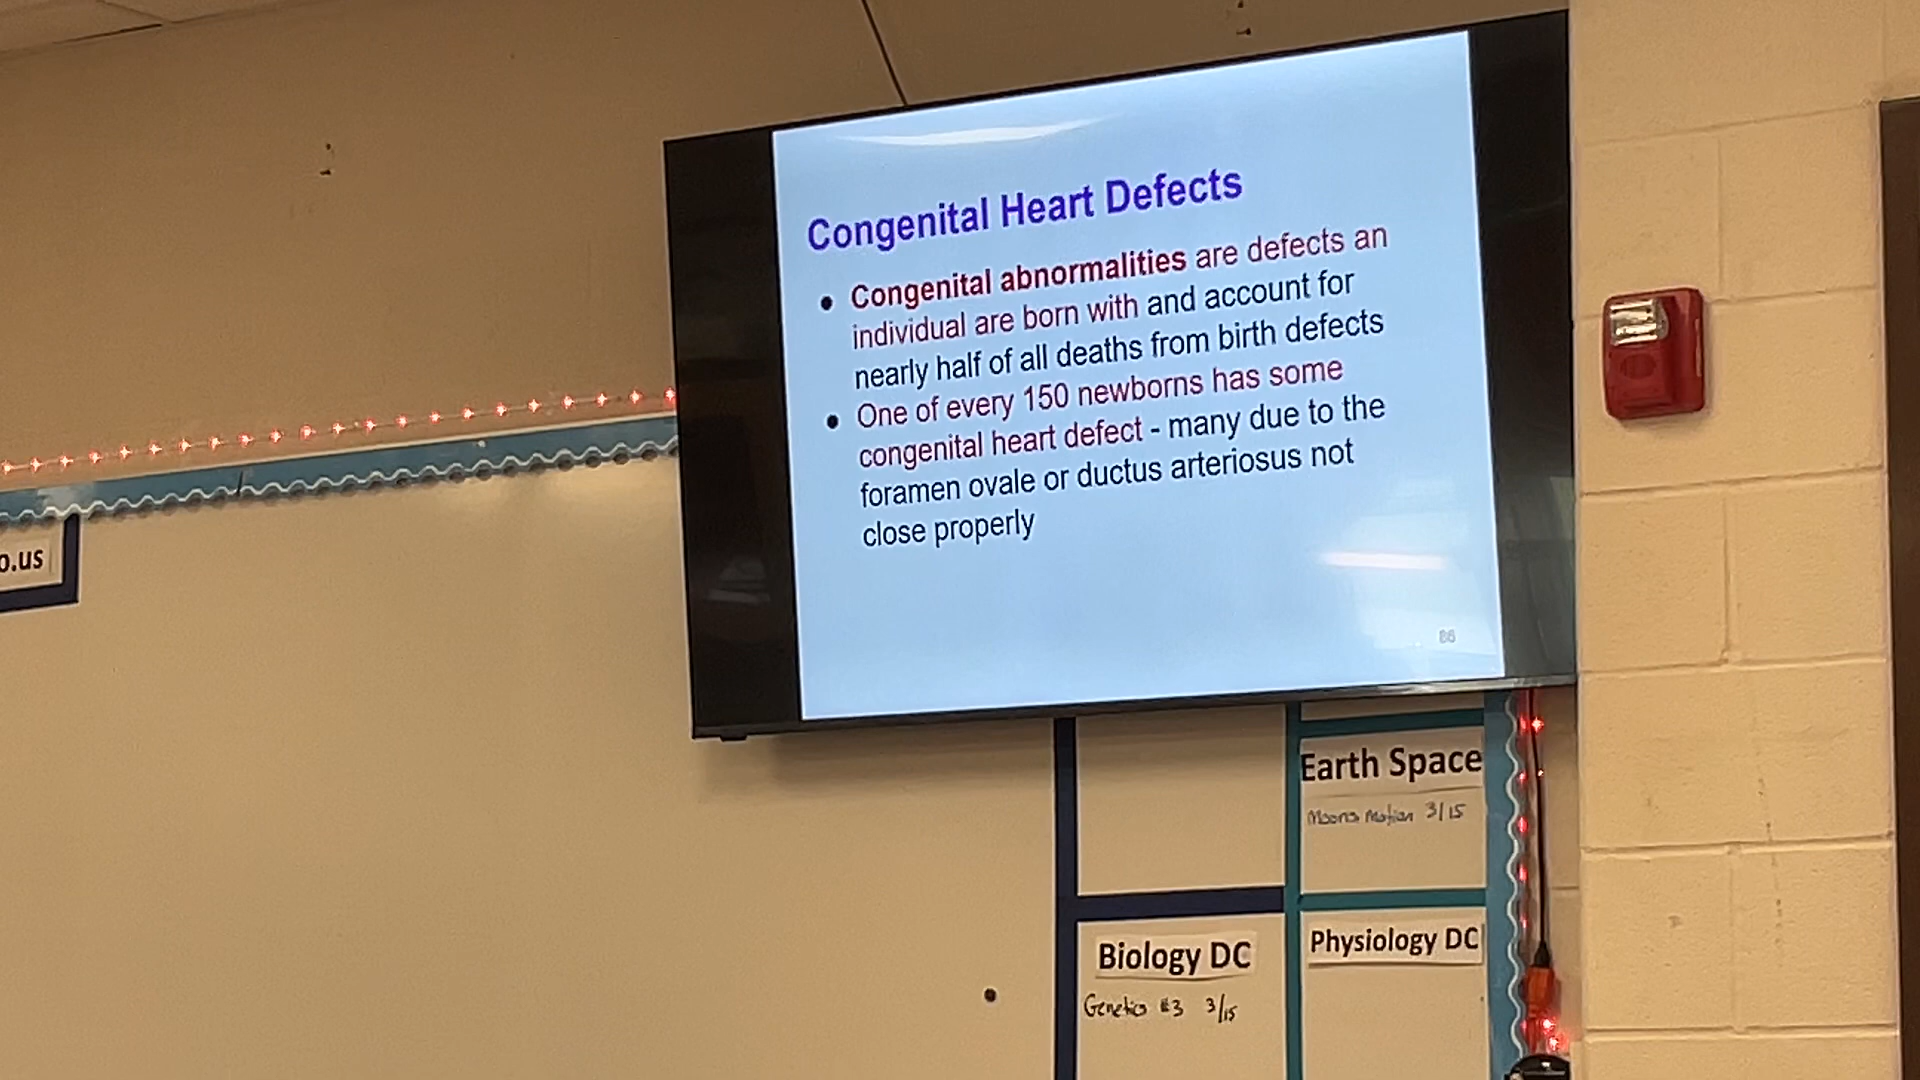 Congenital Heart Defects
• Congenital abnormalities are defects an
individual are born with and account for
nearly half of all deaths from birth defects
• One of every 150 newborns has some
congenital heart defect - many due to the
foramen ovale or ductus arteriosus not
close properly
86
o.us
Earth Space
Moons Motion 3/15
Biology DC
Genetics #3 3/15
Physiology DC